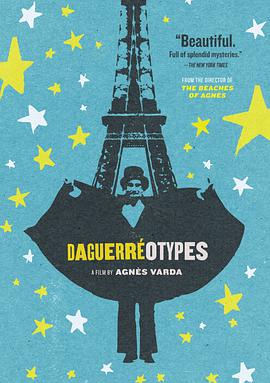 “Beautiful.
Full of splendid mysteries.”
—THE NEW YORK TIMES
FROM THE DIRECTOR OF
THE BEACHES
OF AGNÈS
DAGUERRÉOTYPES
A FILM BY AGNÈS VARDA